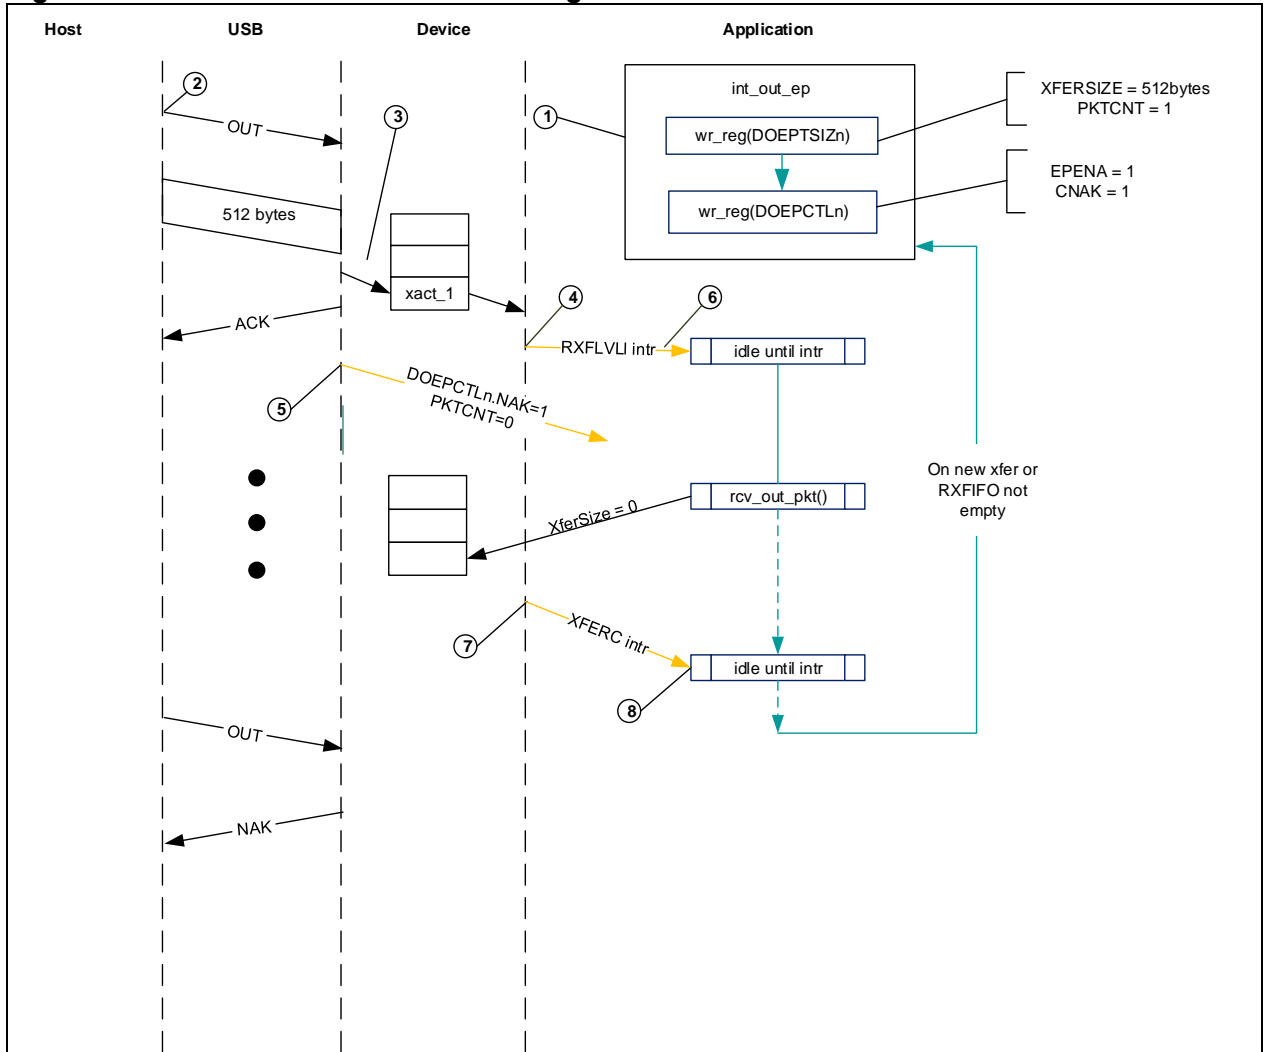 Host
USB
Device
Application
2
OUT
3
1
int_out_ep
wr_reg(DOEPTSIZn)
wr_reg(DOEPCTLn)
XFERSIZE = 512bytes
PKTCNT = 1
EPENA = 1
CNAK = 1
512 bytes
xact_1
ACK
4
6
RXFLVLI intr
idle until intr
5
DOEPCTLn.NAK=1
PKTCNT=0
On new xfer or
RXFIFO not
empty
rcv_out_pkt()
XferSize = 0
7
XFERC intr
idle until intr
8
OUT
NAK